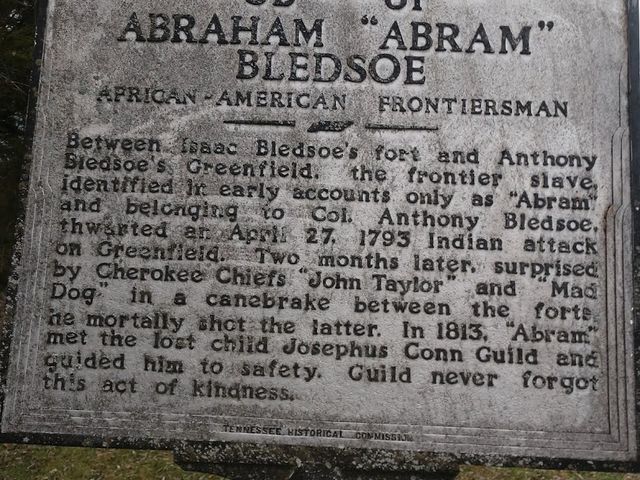 ABRAHAM "ABRAM"
BLEDSOE
AFRICAN-AMERICAN FRONTIERSMAN
Between Isaac Bledsoe's fort and Anthony
Bledsoe's Greenfield, the frontier slave,
identified in early accounts only as "Abram"
and belonging to Col. Anthony Bledsoe,
thwarted an April 27, 1793 Indian attack
on Greenfield. Two months later, surprised
by Cherokee Chiefs "John Taylor" and "Mad
Dog" in a canebrake between the forts,
he mortally shot the latter. In 1813, "Abram"
met the lost child Josephus Conn Guild and
guided him to safety. Guild never forgot
this act of kindness.
TENNESSEE HISTORICAL COMMISSION